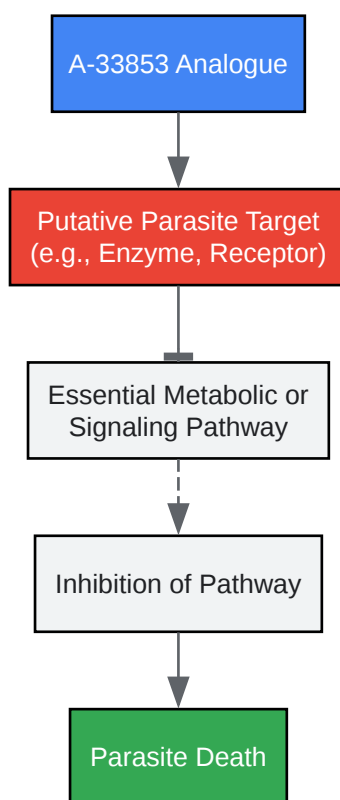 A-33853 Analogue
Putative Parasite Target
(e.g., Enzyme, Receptor)
Essential Metabolic or
Signaling Pathway
Inhibition of Pathway
Parasite Death